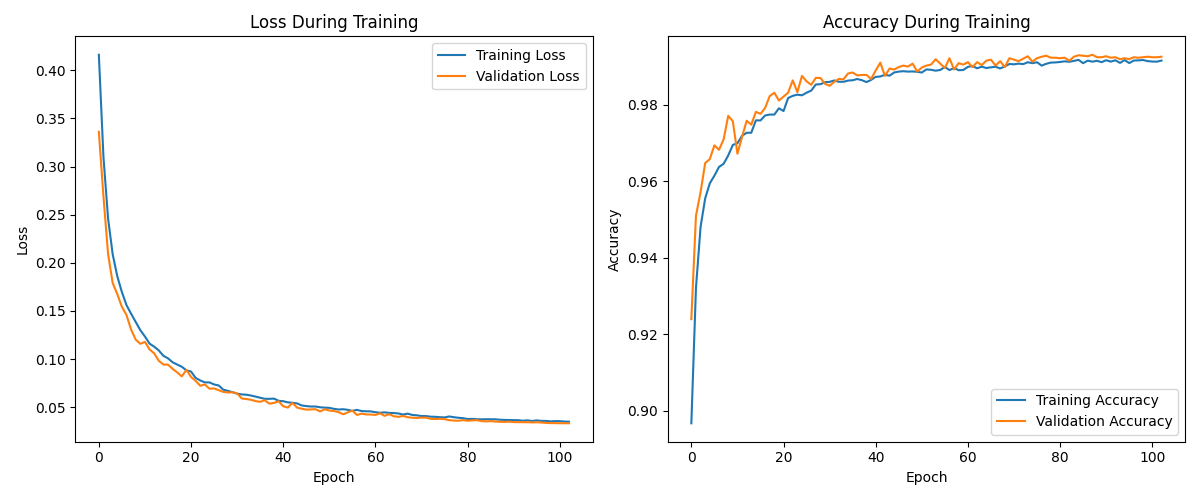 Loss During Training
Training Loss
Validation Loss
0.40
0.35
0.30
0.25
0.20
0.15
0.10
0.05
Loss
0
20
40
60
80
100
Epoch
Accuracy During Training
0.98
0.96
0.94
0.92
0.90
Accuracy
Training Accuracy
Validation Accuracy
0
20
40
60
80
100
Epoch